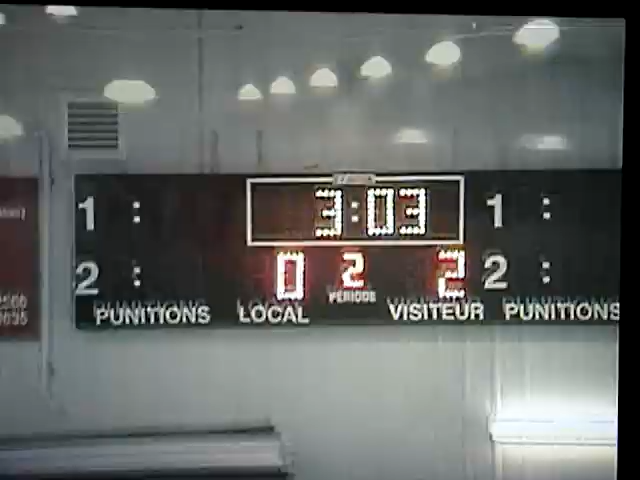 3:03
1 : 1 :
2 : 0 2 2 2 :
PERIODE
PUNITIONS LOCAL VISITEUR PUNITIONS